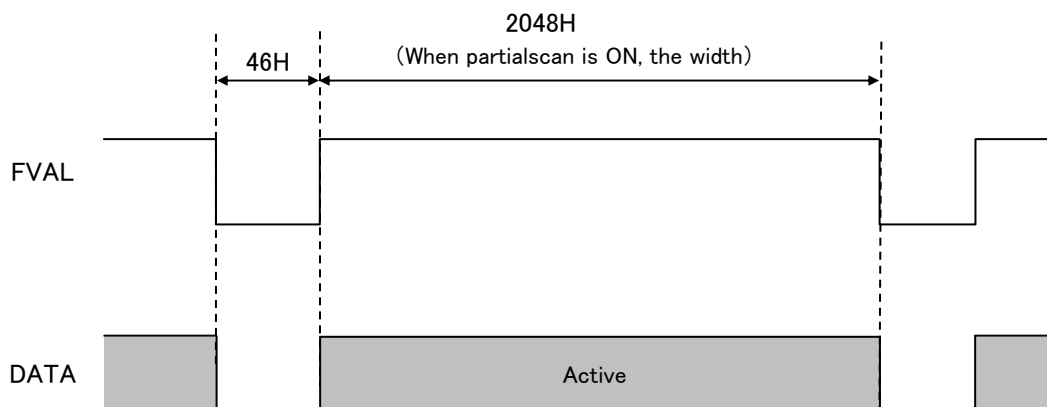 2048H
（When partialscan is ON, the width）
46H
FVAL
DATA
Active